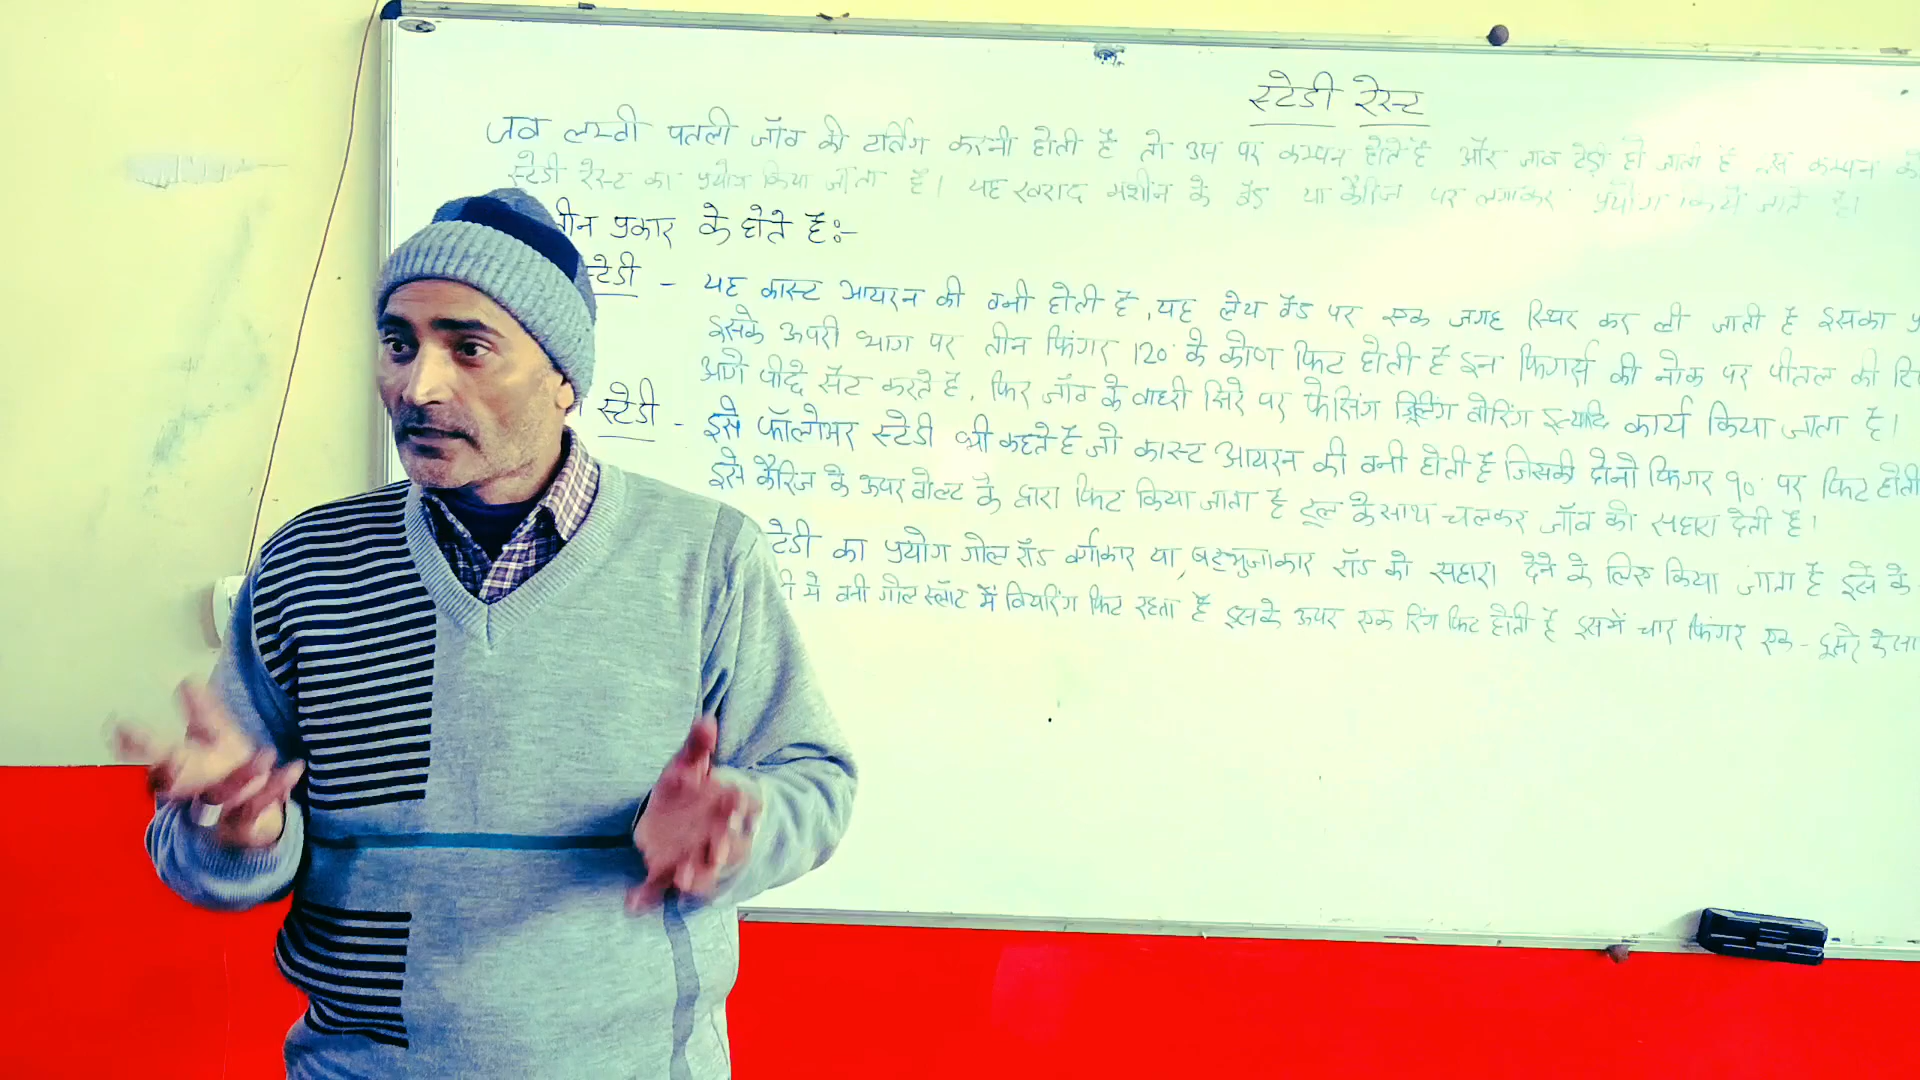 स्टेडी रेस्ट
जब लम्बी पतली जॉब की टर्निंग करनी होती है तो उस पर कम्पन होते है और जाब टेड़ी हो जाती है इस कम्पन को
स्टेडी रेस्ट का प्रयोग किया जाता है। यह खराद मशीन के बैड या कैरिज पर लगाकर प्रयोग किये जाते है।
तीन प्रकार के होते है:-
स्टेडी - यह कास्ट आयरन की बनी होती है, यह लेथ बैड पर एक जगह स्थिर कर ली जाती है इसका
इसके ऊपरी भाग पर तीन फिंगर 120° के कोण फिट होती है इन फिंगर्स की नोक पर पीतल की
आगे पीछे सैट करते है, फिर जॉब के बाहरी सिरे पर फेसिंग ड्रिलिंग बोरिंग इत्यादि कार्य किया जाता है।
स्टेडी - इसे फॉलोअर स्टेडी भी कहते है जो कास्ट आयरन की बनी होती है जिसकी दोनो फिंगर 90° पर फिट होती
इसे कैरिज के ऊपर बोल्ट के द्वारा फिट किया जाता है टूल के साथ चलकर जॉब को सहारा देती है।
टेडी का प्रयोग गोल रॉड वर्गाकार या, बहुभुजाकार रॉड को सहारा देने के लिए किया जाता है इसे के
में बनी गोल स्लॉट में बियरिंग फिट रहता है इसके ऊपर एक रिंग फिट होती है इसमें चार फिंगर एक - दूसरे के